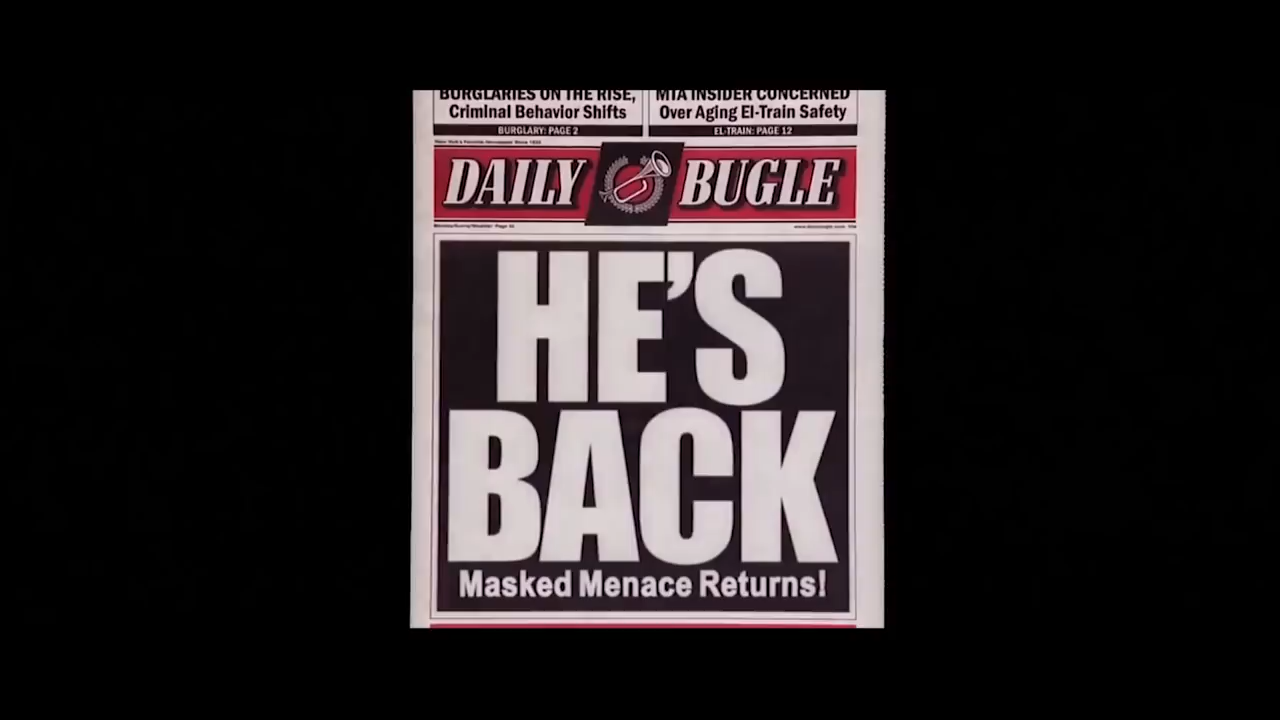 BURGLARIES ON THE RISE,
Criminal Behavior Shifts
BURGLARY: PAGE 2
MTA INSIDER CONCERNED
Over Aging El-Train Safety
EL-TRAIN: PAGE 12
DAILY BUGLE
HE'S
BACK
Masked Menace Returns!